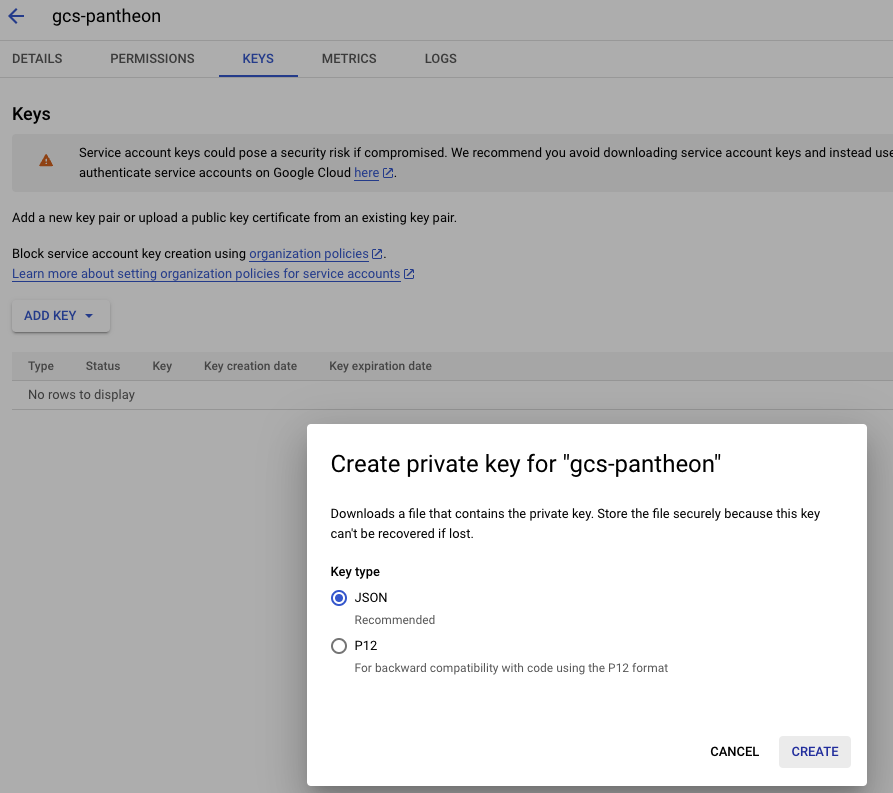 gcs-pantheon
DETAILS PERMISSIONS KEYS METRICS LOGS
Keys
Service account keys could pose a security risk if compromised. We recommend you avoid downloading service account keys and instead use
authenticate service accounts on Google Cloud here.
Add a new key pair or upload a public key certificate from an existing key pair.
Block service account key creation using organization policies.
Learn more about setting organization policies for service accounts
ADD KEY
Type Status Key Key creation date Key expiration date
No rows to display
Create private key for "gcs-pantheon"
Downloads a file that contains the private key. Store the file securely because this key
can't be recovered if lost.
Key type
JSON
Recommended
P12
For backward compatibility with code using the P12 format
CANCEL CREATE